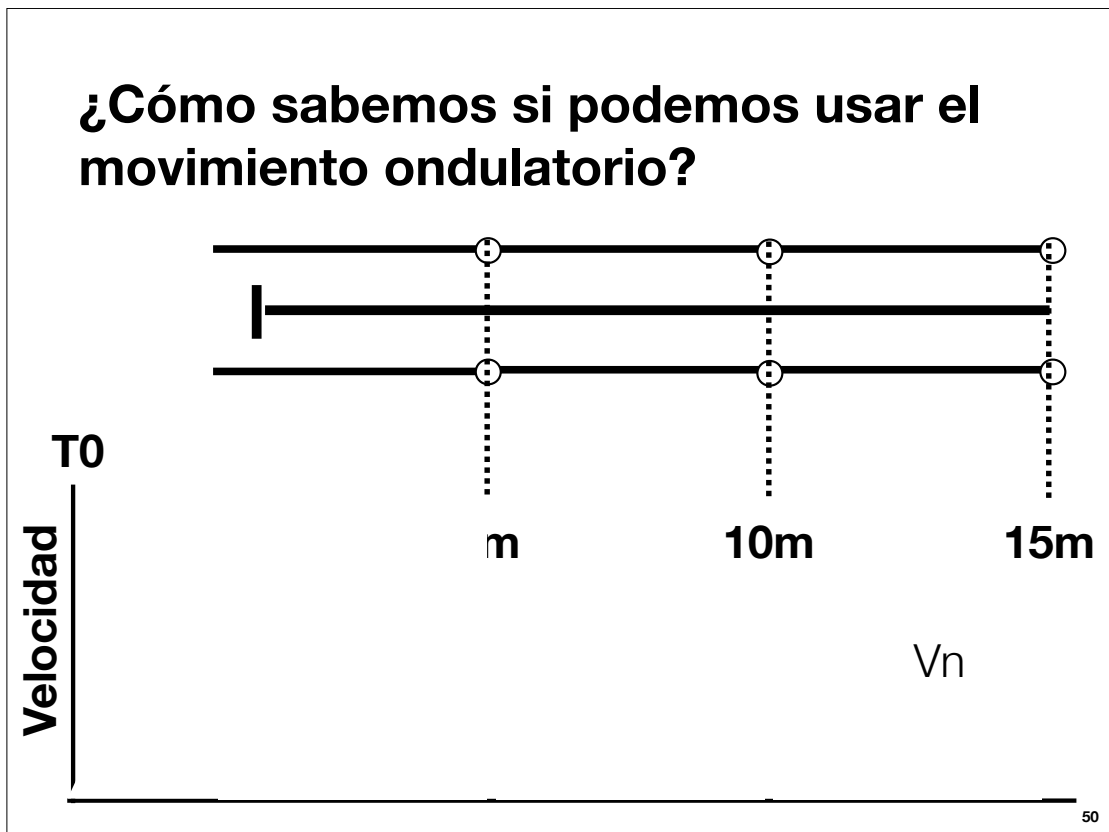 ¿Cómo sabemos si podemos usar el
movimiento ondulatorio?
T0
m
10m
15m
Velocidad
Vn
50